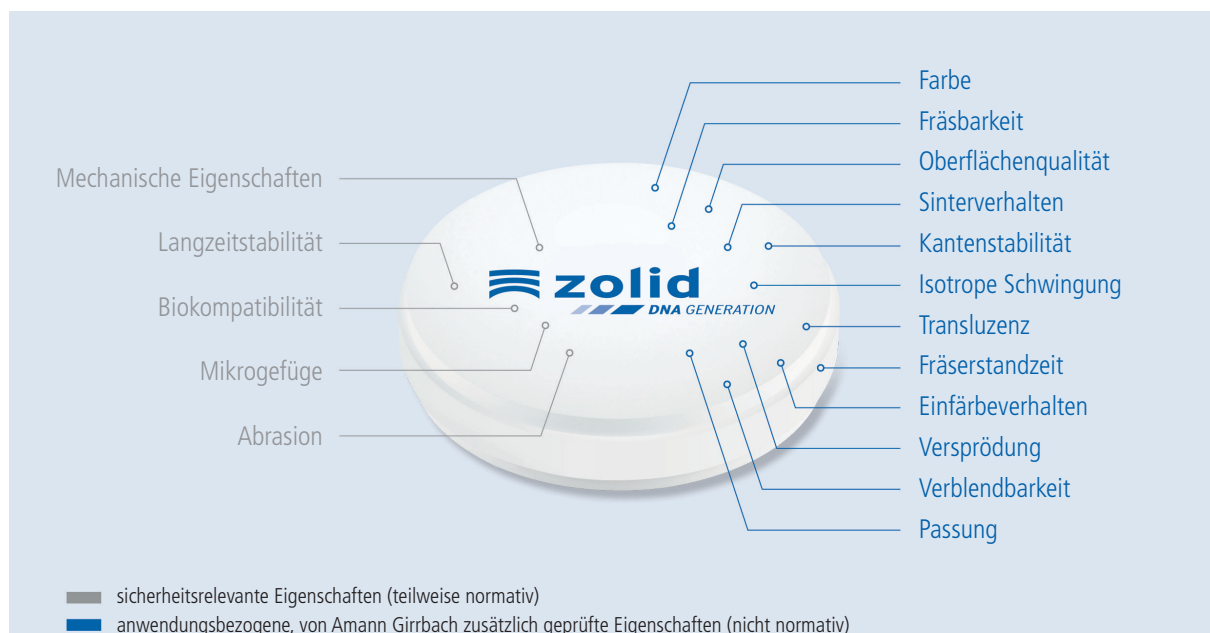 Mechanische Eigenschaften
Langzeitstabilität
Biokompatibilität
Mikrogefüge
Abrasion
zolid
DNA GENERATION
Farbe
Fräsbarkeit
Oberflächenqualität
Sinterverhalten
Kantenstabilität
Isotrope Schwingung
Transluzenz
Fräserstandzeit
Einfärbeverhalten
Versprödung
Verblendbarkeit
Passung
sicherheitsrelevante Eigenschaften (teilweise normativ)
anwendungsbezogene, von Amann Girrbach zusätzlich geprüfte Eigenschaften (nicht normativ)